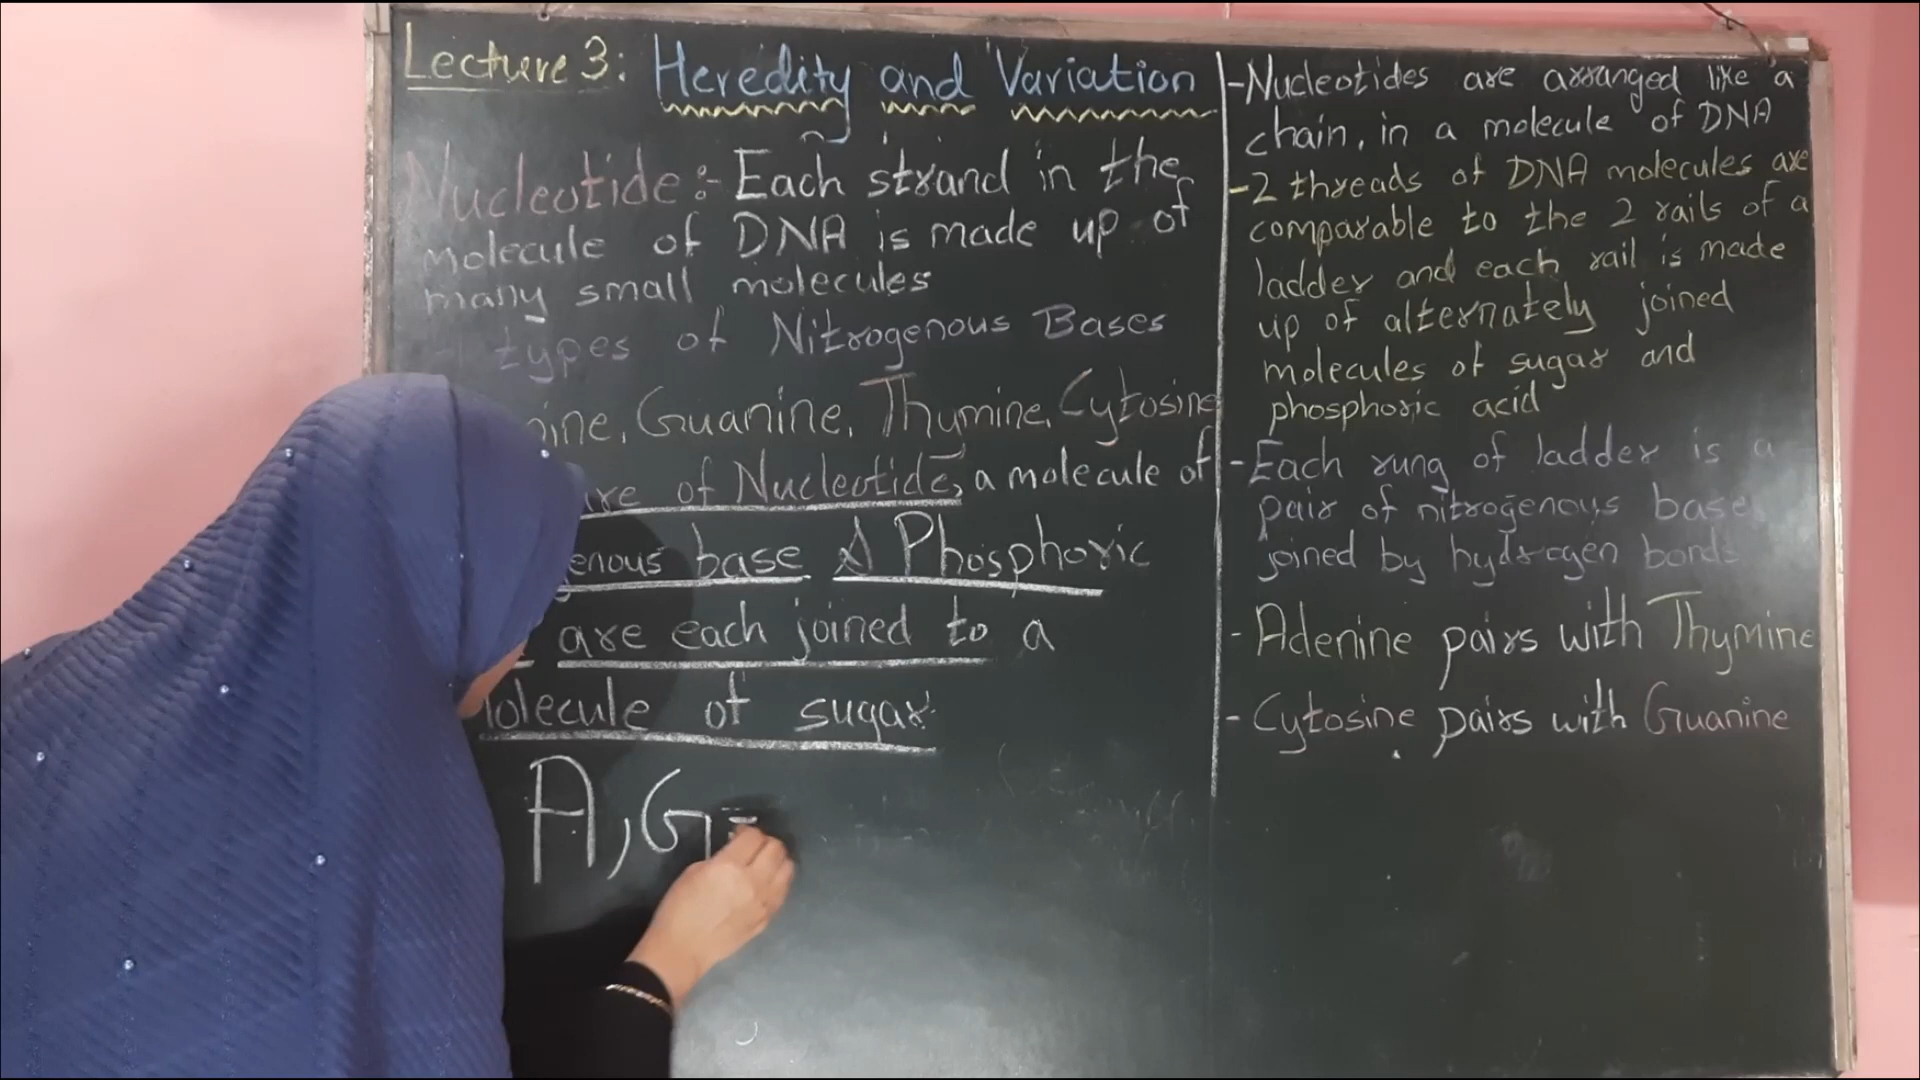 Lecture 3: Heredity and Variation
Nucleotide:- Each strand in the
molecule of DNA is made up of
many small molecules
types of Nitrogenous Bases
nine, Guanine, Thymine, Cytosine
of Nucleotide, a molecule of
enous base & Phosphoric
are each joined to a
olecule of sugar.
A, G =
-Nucleotides are arranged like a
chain, in a molecule of DNA
-2 threads of DNA molecules are
comparable to the 2 rails of a
ladder and each rail is made
up of alternately joined
molecules of sugar and
phosphoric acid
-Each rung of ladder is a
pair of nitrogenous base
joined by hydrogen bonds
- Adenine pairs with Thymine
- Cytosine pairs with Guanine